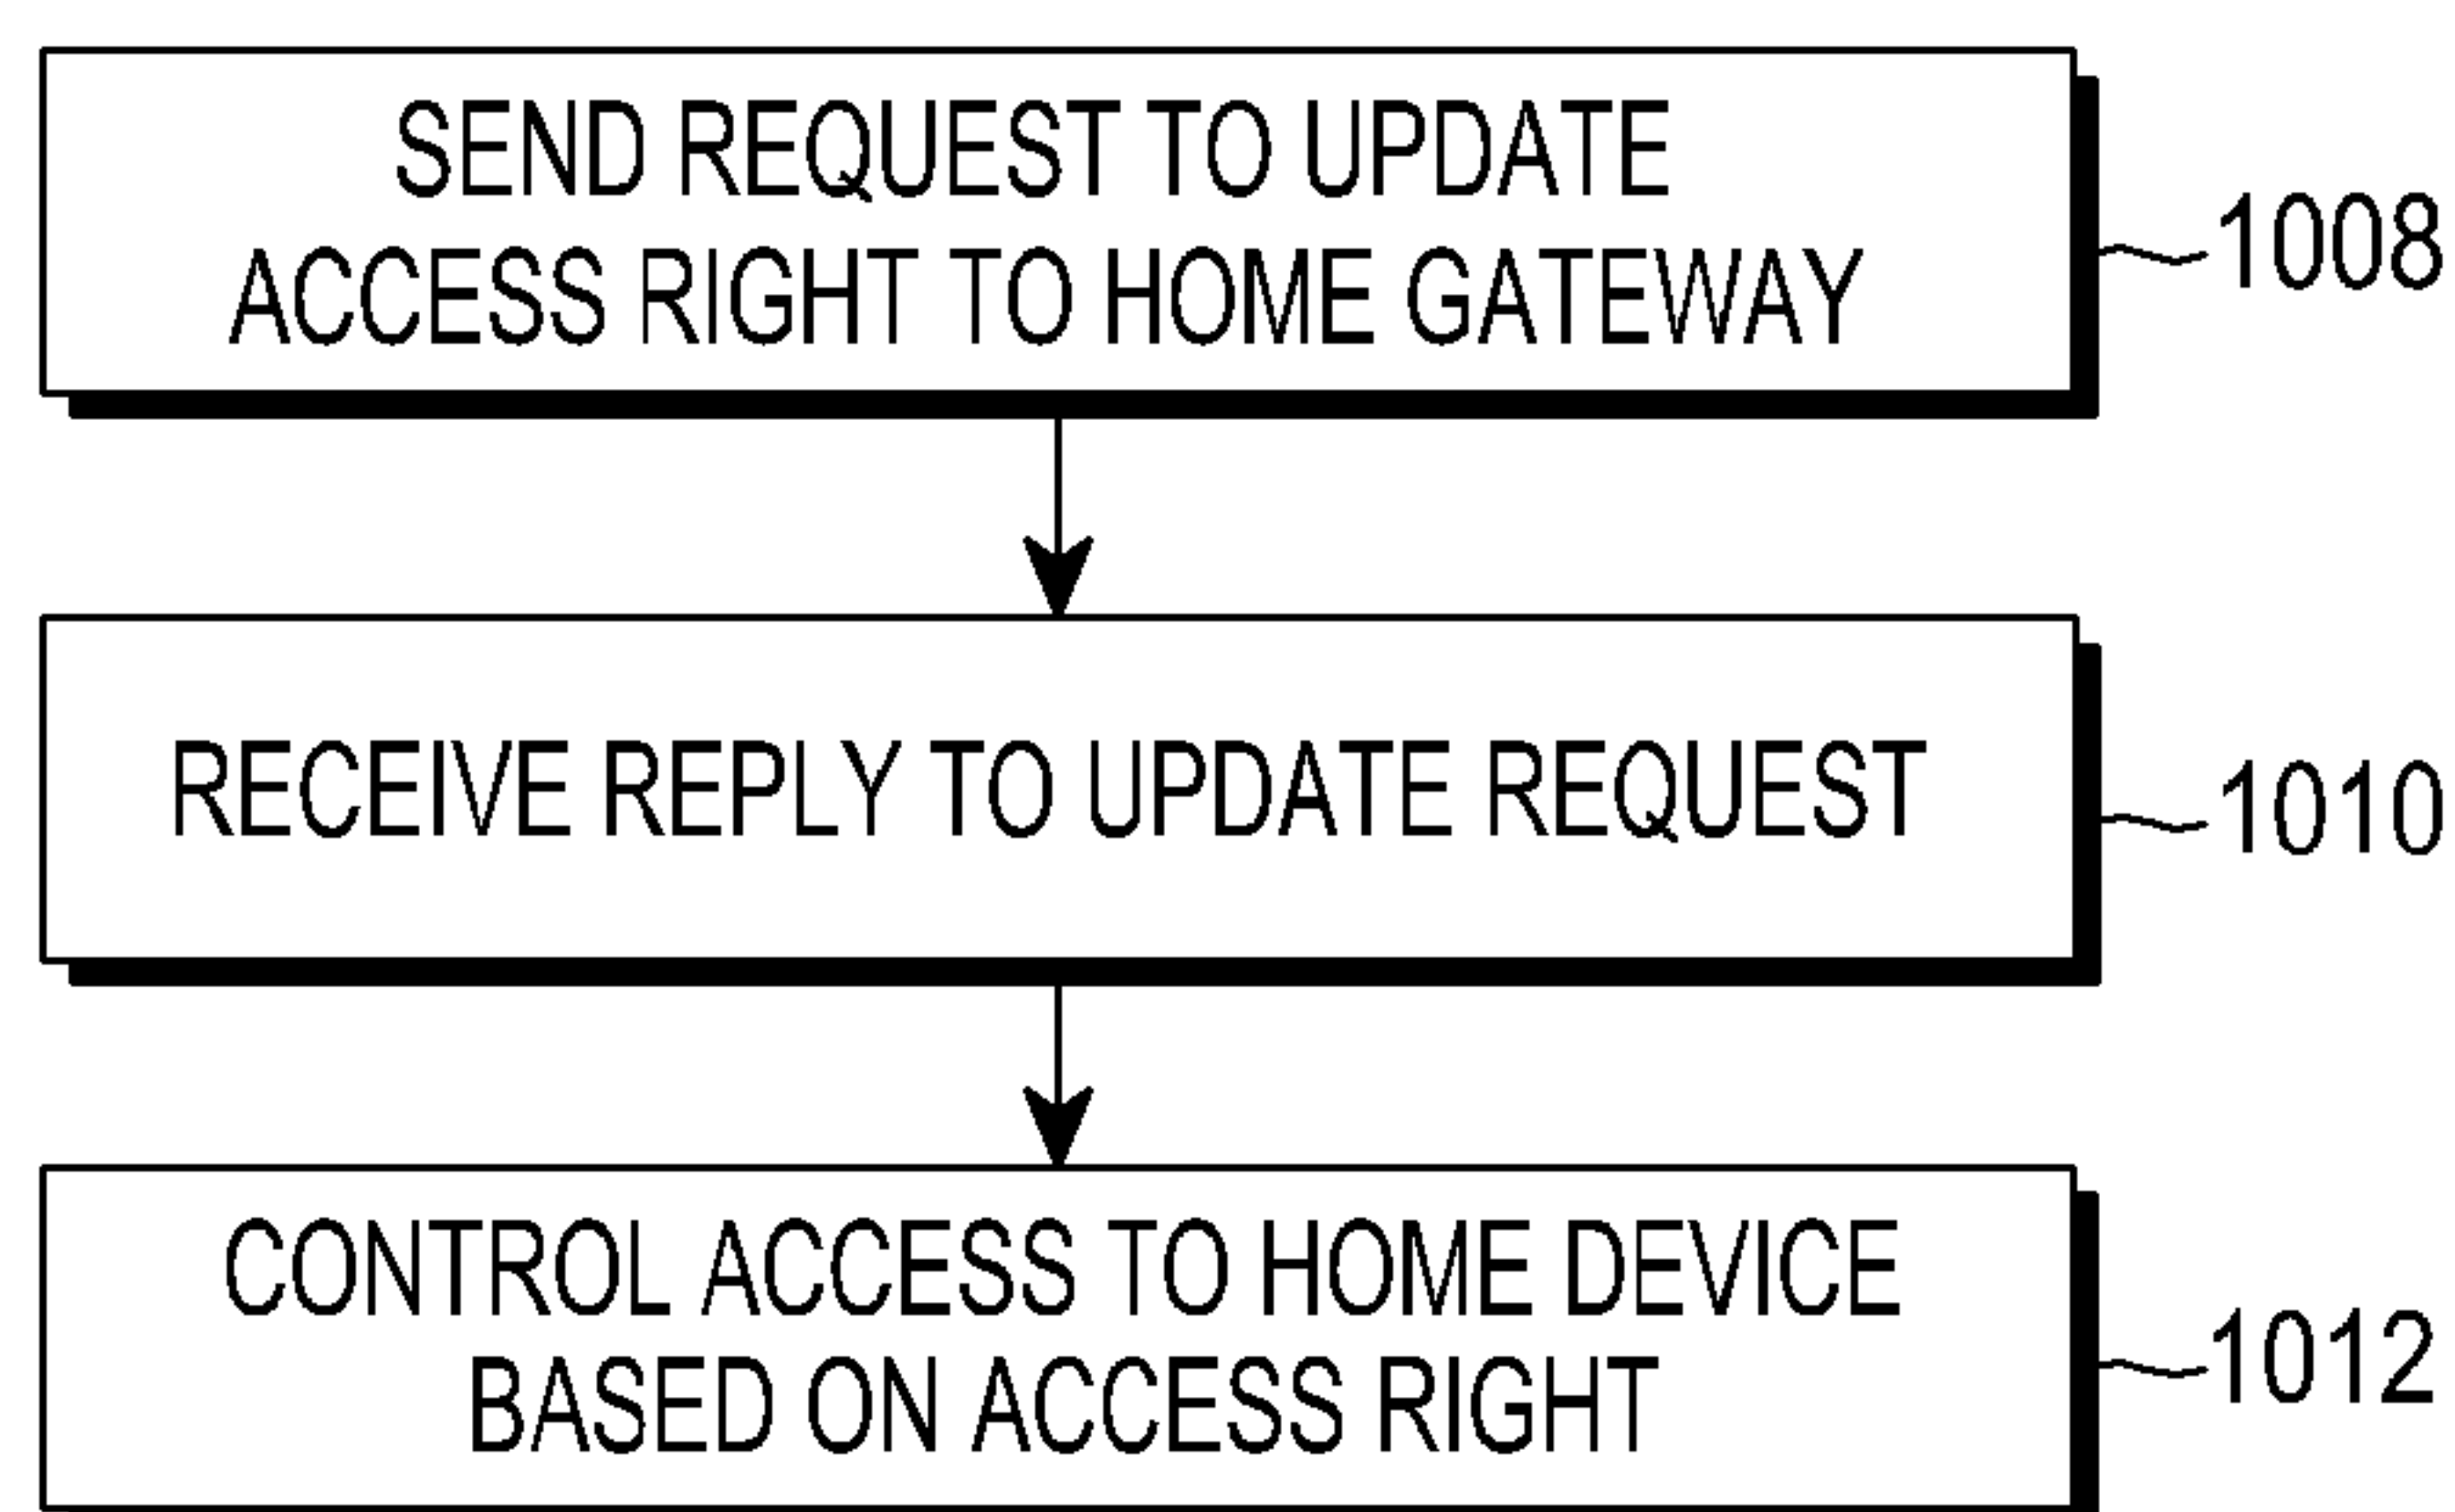 SEND REQUEST TO UPDATE
ACCESS RIGHT TO HOME GATEWAY
1008
RECEIVE REPLY TO UPDATE REQUEST
1010
CONTROL ACCESS TO HOME DEVICE
BASED ON ACCESS RIGHT
1012